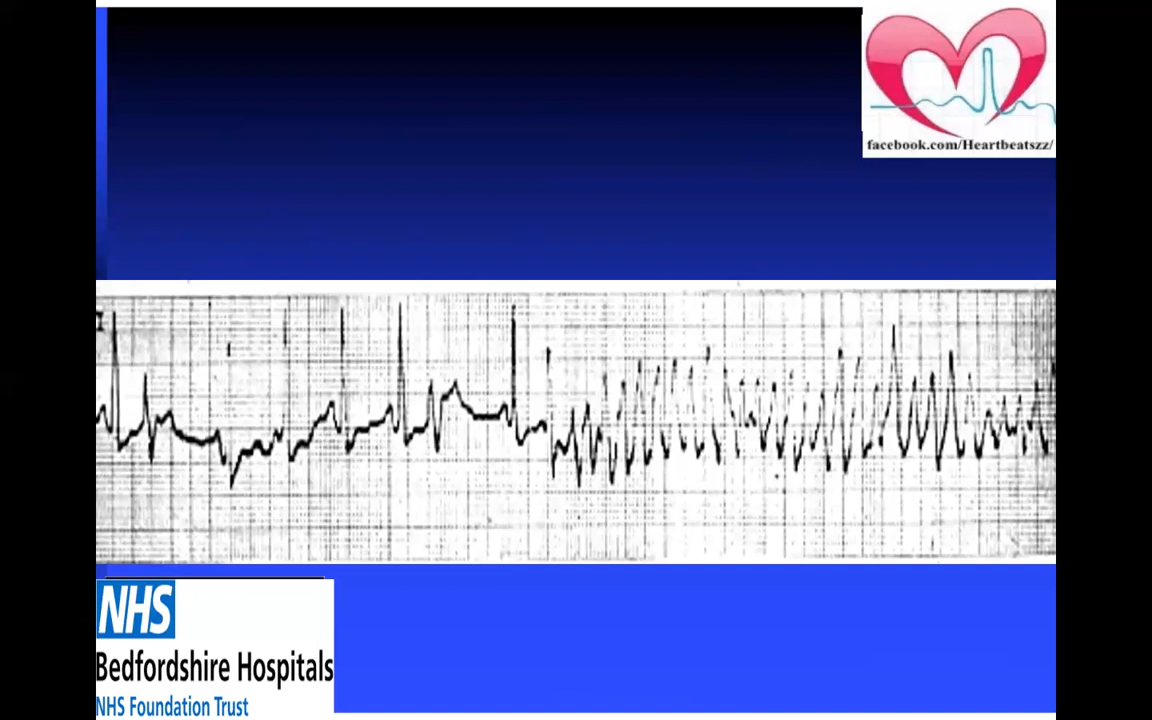 facebook.com/Heartbeatszz/
NHS
Bedfordshire Hospitals
NHS Foundation Trust